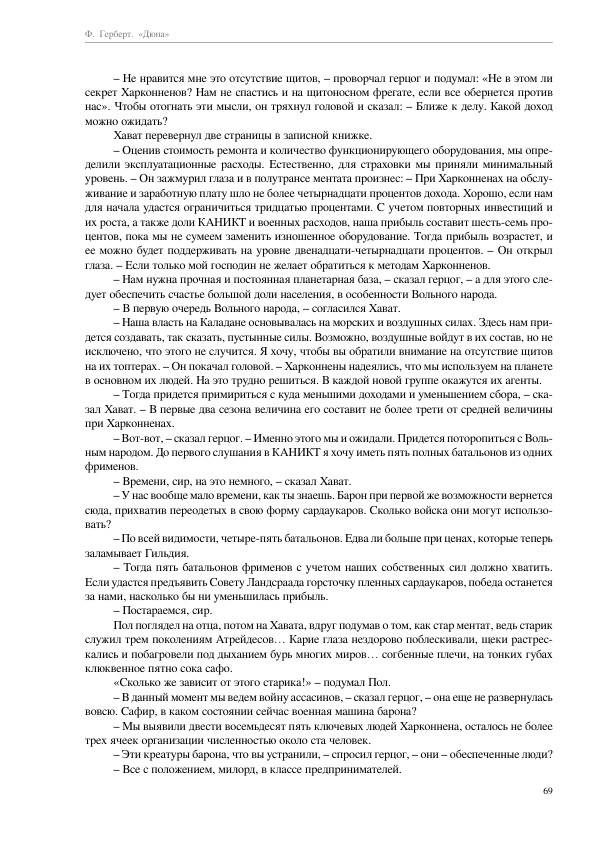 Ф. Герберт. «Дюна»
– Не нравится мне это отсутствие щитов, – проворчал герцог и подумал: «Не в этом ли
секрет Харконненов? Нам не спастись и на щитоносном фрегате, если все обернется против
нас». Чтобы отогнать эти мысли, он тряхнул головой и сказал: – Ближе к делу. Какой доход
можно ожидать?
Хават перевернул две страницы в записной книжке.
– Оценив стоимость ремонта и количество функционирующего оборудования, мы опре-
делили эксплуатационные расходы. Естественно, для страховки мы приняли минимальный
уровень. – Он зажмурил глаза и в полутрансе ментата произнес: – При Харконненах на обслу-
живание и заработную плату шло не более четырнадцати процентов дохода. Хорошо, если нам
для начала удастся ограничиться тридцатью процентами. С учетом повторных инвестиций и
их роста, а также доли КАНИКТ и военных расходов, наша прибыль составит шесть-семь про-
центов, пока мы не сумеем заменить изношенное оборудование. Тогда прибыль возрастет, и
ее можно будет поддерживать на уровне двенадцати-четырнадцати процентов. – Он открыл
глаза. – Если только мой господин не желает обратиться к методам Харконненов.
– Нам нужна прочная и постоянная планетарная база, – сказал герцог, – а для этого сле-
дует обеспечить счастье большой доли населения, в особенности Вольного народа.
– В первую очередь Вольного народа, – согласился Хават.
– Наша власть на Каладане основывалась на морских и воздушных силах. Здесь нам при-
дется создавать, так сказать, пустынные силы. Возможно, воздушные войдут в их состав, но не
исключено, что этого не случится. Я хочу, чтобы вы обратили внимание на отсутствие щитов
на их топтерах. – Он покачал головой. – Харконнены надеялись, что мы используем на планете
в основном их людей. На это трудно решиться. В каждой новой группе окажутся их агенты.
– Тогда придется примириться с куда меньшими доходами и уменьшением сбора, – ска-
зал Хават. – В первые два сезона величина его составит не более трети от средней величины
при Харконненах.
– Вот-вот, – сказал герцог. – Именно этого мы и ожидали. Придется поторопиться с Воль-
ным народом. До первого слушания в КАНИКТ я хочу иметь пять полных батальонов из одних
фрименов.
– Времени, сир, на это немного, – сказал Хават.
– У нас вообще мало времени, как ты знаешь. Барон при первой же возможности вернется
сюда, прихватив переодетых в свою форму сардаукаров. Сколько войска они могут использо-
вать?
– По всей видимости, четыре-пять батальонов. Едва ли больше при ценах, которые теперь
заламывает Гильдия.
– Тогда пять батальонов фрименов с учетом наших собственных сил должно хватить.
Если удастся предъявить Совету Ландсраада горсточку пленных сардаукаров, победа останется
за нами, насколько бы ни уменьшилась прибыль.
– Постараемся, сир.
Пол поглядел на отца, потом на Хавата, вдруг подумав о том, как стар ментат, ведь старик
служил трем поколениям Атрейдесов… Карие глаза нездорово поблескивали, щеки растрес-
кались и побагровели под дыханием бурь многих миров… согбенные плечи, на тонких губах
клюквенное пятно сока сафо.
«Сколько же зависит от этого старика!» – подумал Пол.
– В данный момент мы ведем войну ассасинов, – сказал герцог, – она еще не развернулась
вовсю. Сафир, в каком состоянии сейчас военная машина барона?
– Мы выявили двести восемьдесят пять ключевых людей Харконнена, осталось не более
трех ячеек организации численностью около ста человек.
– Эти креатуры барона, что вы устранили, – спросил герцог, – они – обеспеченные люди?
– Все с положением, милорд, в классе предпринимателей.
69